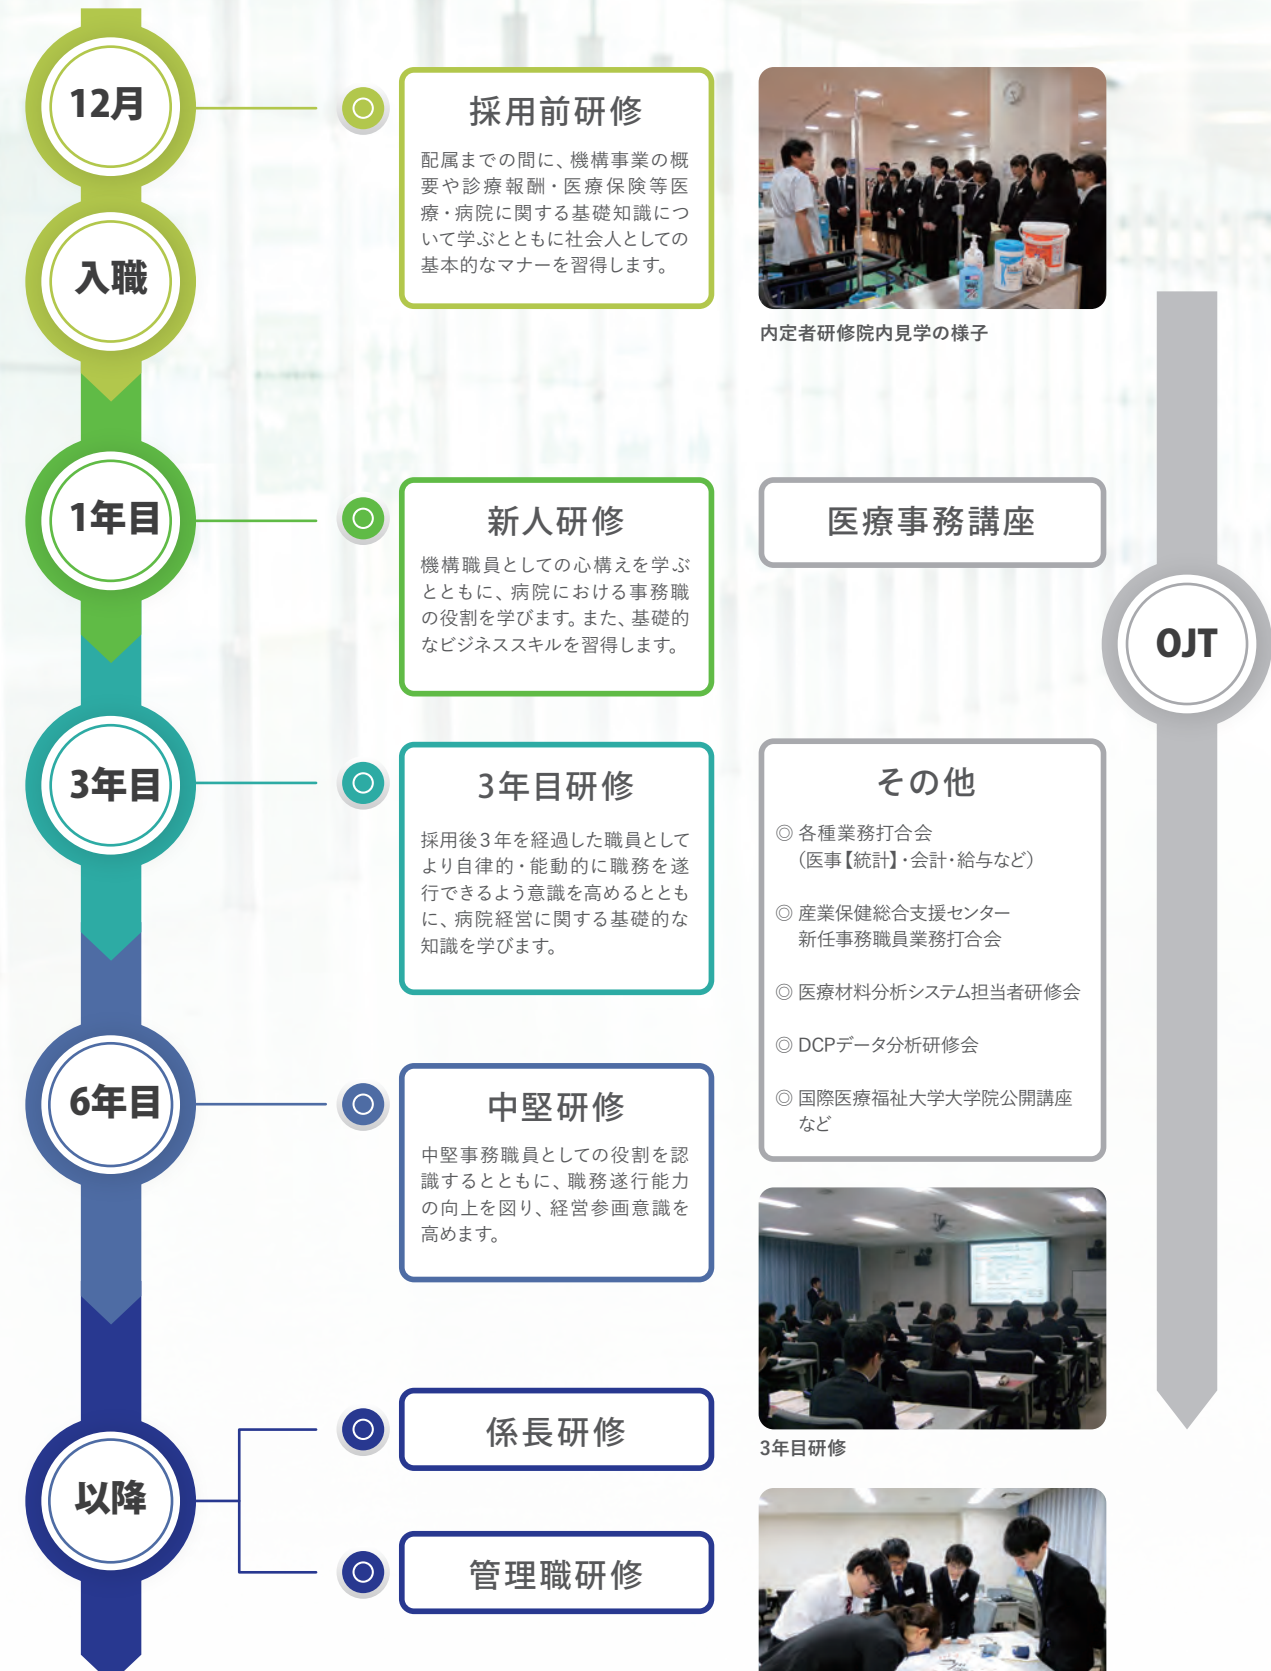 12月
採用前研修
配属までの間に、機構事業の概
要や診療報酬・医療保険等医
療・病院に関する基礎知識につ
いて学ぶとともに社会人としての
基本的なマナーを習得します。
入職
内定者研修院内見学の様子
1年目
新人研修
機構職員としての心構えを学ぶ
とともに、病院における事務職
の役割を学びます。また、基礎的
なビジネススキルを習得します。
医療事務講座
OJT
3年目
3年目研修
採用後3年を経過した職員として
より自律的・能動的に職務を遂
行できるよう意識を高めるととも
に、病院経営に関する基礎的な
知識を学びます。
その他
◎ 各種業務打合会
（医事【統計】・会計・給与など）
◎ 産業保健総合支援センター
新任事務職員業務打合会
◎ 医療材料分析システム担当者研修会
◎ DCPデータ分析研修会
◎ 国際医療福祉大学大学院公開講座
など
6年目
中堅研修
中堅事務職員としての役割を認
識するとともに、職務遂行能力
の向上を図り、経営参画意識を
高めます。
3年目研修
以降
係長研修
管理職研修